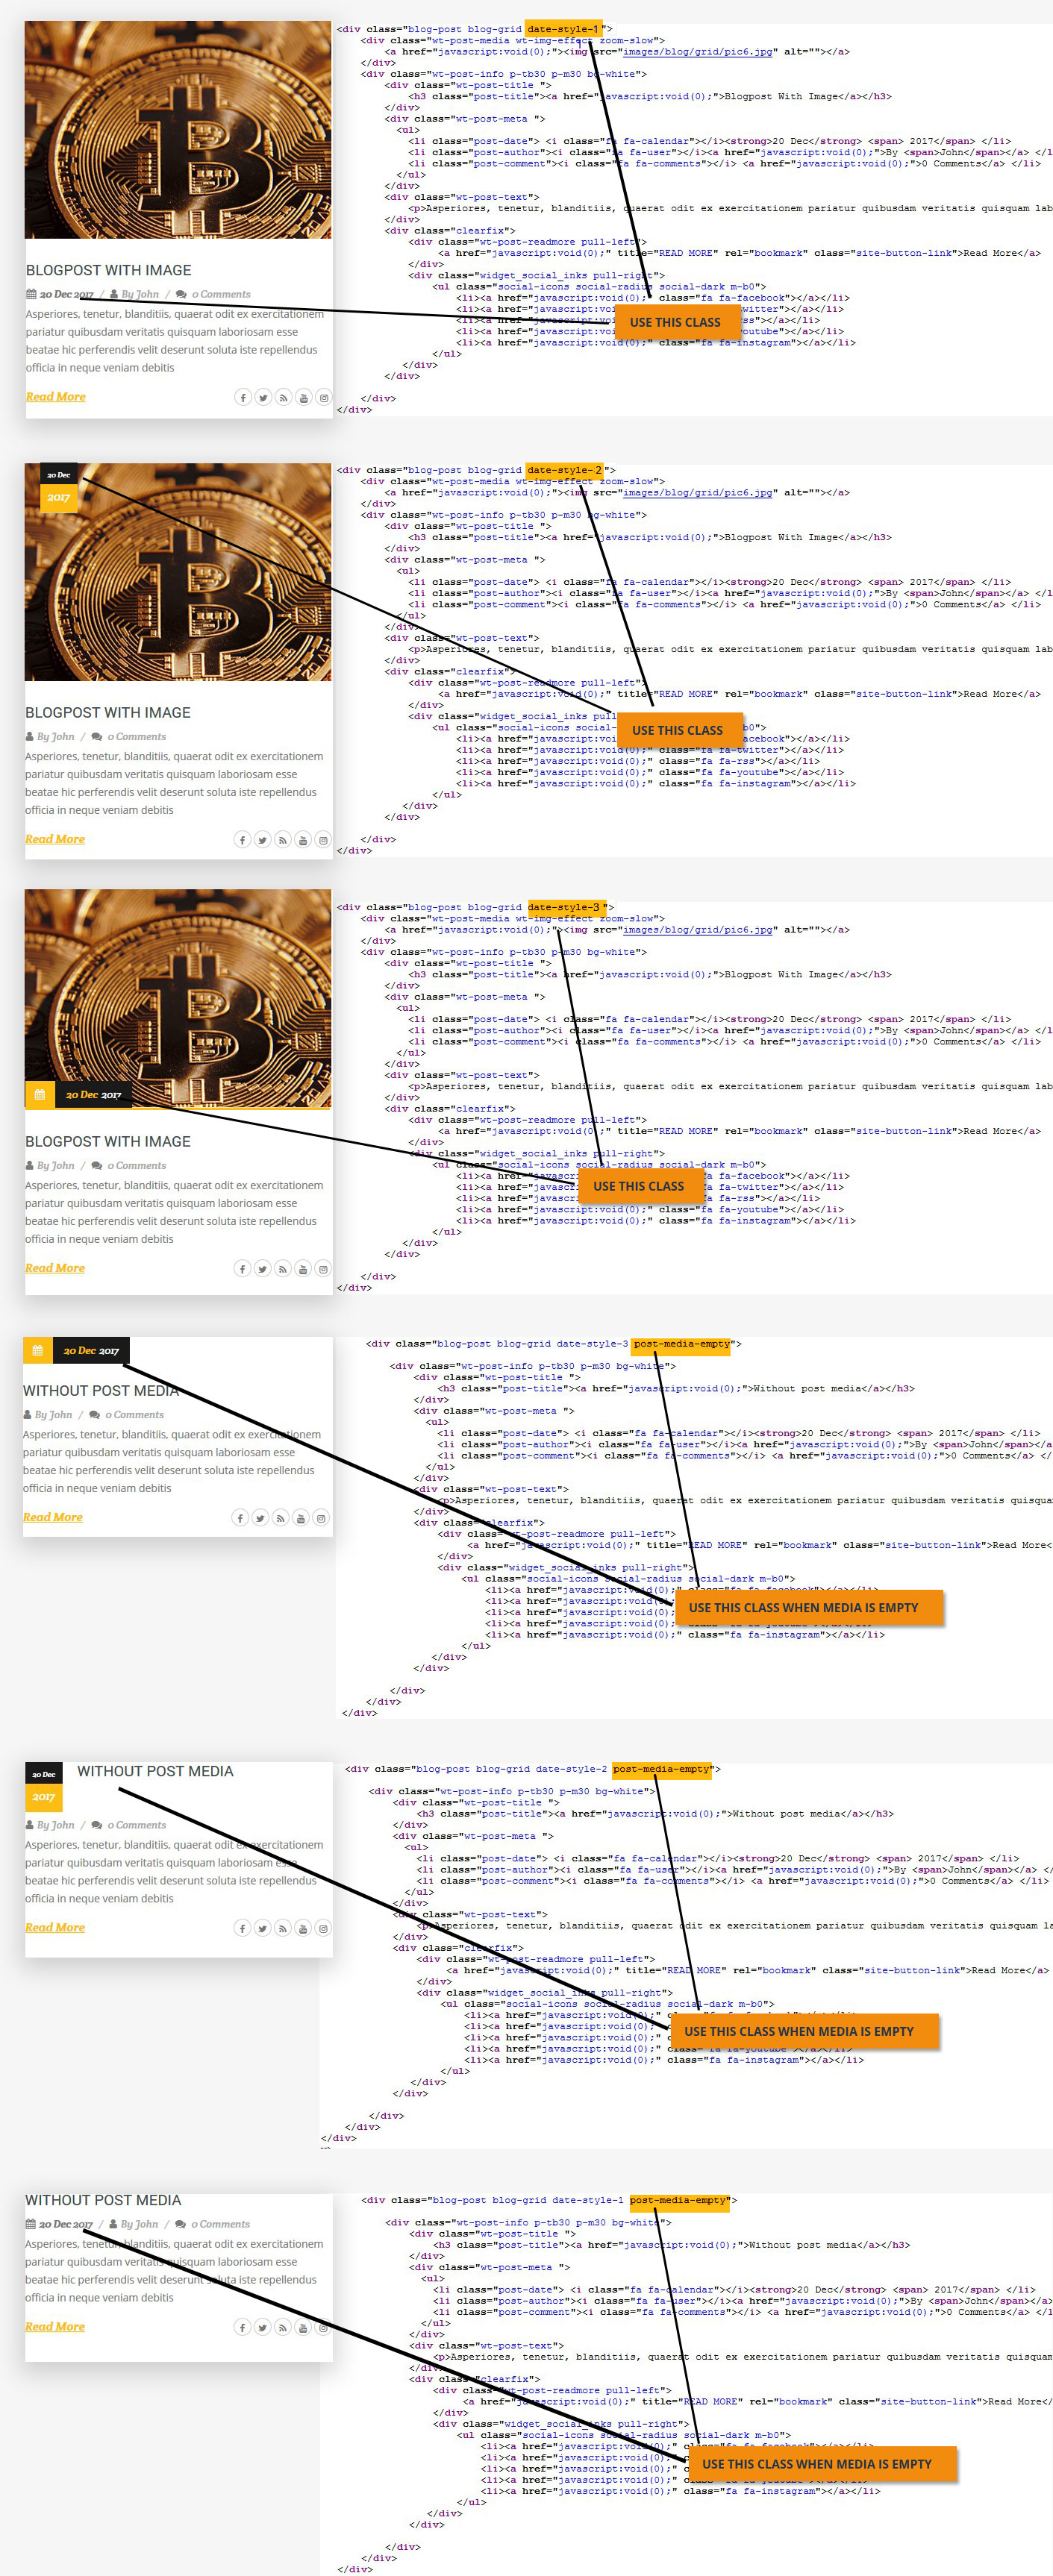 BLOGPOST WITH IMAGE
20 Dec 2017 / By John / 0 Comments
Asperiores, tenetur, blanditiis, quaerat odit ex exercitationem
pariatur quibusdam veritatis quisquam laboriosam esse
beatae hic perferendis velit deserunt soluta iste repellendus
officia in neque veniam debitis
Read More
<div class="blog-post blog-grid date-style-1">
<div class="wt-post-media wt-img-effect zoom-slow">
<a href="javascript:void(0);"><img src="images/blog/grid/pic6.jpg" alt=""></a>
</div>
<div class="wt-post-info p-tb30 p-m30 bg-white">
<div class="wt-post-title ">
<h3 class="post-title"><a href="javascript:void(0);">Blogpost With Image</a></h3>
</div>
<div class="wt-post-meta ">
<ul>
<li class="post-date"> <i class="fa fa-calendar"></i><strong>20 Dec</strong> <span> 2017</span> </li>
<li class="post-author"><i class="fa fa-user"></i><a href="javascript:void(0);">By <span>John</span></a> </l
<li class="post-comment"><i class="fa fa-comments"></i> <a href="javascript:void(0);">0 Comments</a> </li>
</ul>
</div>
<div class="wt-post-text">
<p>Asperiores, tenetur, blanditiis, quaerat odit ex exercitationem pariatur quibusdam veritatis quisquam lab
</div>
<div class="clearfix">
<div class="wt-post-readmore pull-left">
<a href="javascript:void(0);" title="READ MORE" rel="bookmark" class="site-button-link">Read More</a>
</div>
<div class="widget_social_inks pull-right">
<ul class="social-icons social-radius social-dark m-b0">
<li><a href="javascript:void(0);" class="fa fa-facebook"></a></li>
<li><a href="javascript:voi witter"></a></li>
<li><a href="javascript:voi ss"></a></li>
<li><a href="javascript:voi outube"></a></li>
<li><a href="javascript:void(0);" class="fa fa-instagram"></a></li>
</ul>
</div>
</div>
</div>
</div>
USE THIS CLASS
20 Dec
2017
BLOGPOST WITH IMAGE
By John / 0 Comments
Asperiores, tenetur, blanditiis, quaerat odit ex exercitationem
pariatur quibusdam veritatis quisquam laboriosam esse
beatae hic perferendis velit deserunt soluta iste repellendus
officia in neque veniam debitis
Read More
<div class="blog-post blog-grid date-style-2">
<div class="wt-post-media wt-img-effect zoom-slow">
<a href="javascript:void(0);"><img src="images/blog/grid/pic6.jpg" alt=""></a>
</div>
<div class="wt-post-info p-tb30 p-m30 bg-white">
<div class="wt-post-title ">
<h3 class="post-title"><a href="javascript:void(0);">Blogpost With Image</a></h3>
</div>
<div class="wt-post-meta ">
<ul>
<li class="post-date"> <i class="fa fa-calendar"></i><strong>20 Dec</strong> <span> 2017</span> </li>
<li class="post-author"><i class="fa fa-user"></i><a href="javascript:void(0);">By <span>John</span></a> </l
<li class="post-comment"><i class="fa fa-comments"></i> <a href="javascript:void(0);">0 Comments</a> </li>
</ul>
</div>
<div class="wt-post-text">
<p>Asperiores, tenetur, blanditiis, quaerat odit ex exercitationem pariatur quibusdam veritatis quisquam lab
</div>
<div class="clearfix">
<div class="wt-post-readmore pull-left">
<a href="javascript:void(0);" title="READ MORE" rel="bookmark" class="site-button-link">Read More</a>
</div>
<div class="widget_social_inks pull
<ul class="social-icons social- b0">
<li><a href="javascript:voi acebook"></a></li>
<li><a href="javascript:void(0);" class="fa fa-twitter"></a></li>
<li><a href="javascript:void(0);" class="fa fa-rss"></a></li>
<li><a href="javascript:void(0);" class="fa fa-youtube"></a></li>
<li><a href="javascript:void(0);" class="fa fa-instagram"></a></li>
</ul>
</div>
</div>
</div>
</div>
USE THIS CLASS
20 Dec 2017
BLOGPOST WITH IMAGE
By John / 0 Comments
Asperiores, tenetur, blanditiis, quaerat odit ex exercitationem
pariatur quibusdam veritatis quisquam laboriosam esse
beatae hic perferendis velit deserunt soluta iste repellendus
officia in neque veniam debitis
Read More
<div class="blog-post blog-grid date-style-3">
<div class="wt-post-media wt-img-effect zoom-slow">
<a href="javascript:void(0);"><img src="images/blog/grid/pic6.jpg" alt=""></a>
</div>
<div class="wt-post-info p-tb30 p-m30 bg-white">
<div class="wt-post-title ">
<h3 class="post-title"><a href="javascript:void(0);">Blogpost With Image</a></h3>
</div>
<div class="wt-post-meta ">
<ul>
<li class="post-date"> <i class="fa fa-calendar"></i><strong>20 Dec</strong> <span> 2017</span> </li>
<li class="post-author"><i class="fa fa-user"></i><a href="javascript:void(0);">By <span>John</span></a> </l
<li class="post-comment"><i class="fa fa-comments"></i> <a href="javascript:void(0);">0 Comments</a> </li>
</ul>
</div>
<div class="wt-post-text">
<p>Asperiores, tenetur, blanditiis, quaerat odit ex exercitationem pariatur quibusdam veritatis quisquam lab
</div>
<div class="clearfix">
<div class="wt-post-readmore pull-left">
<a href="javascript:void(0);" title="READ MORE" rel="bookmark" class="site-button-link">Read More</a>
</div>
<div class="widget_social_inks pull-right">
<ul class="social-icons social-radius social-dark m-b0">
<li><a href="javascr a fa-facebook"></a></li>
<li><a href="javascr a fa-twitter"></a></li>
<li><a href="javascr a fa-rss"></a></li>
<li><a href="javascript:void(0);" class="fa fa-youtube"></a></li>
<li><a href="javascript:void(0);" class="fa fa-instagram"></a></li>
</ul>
</div>
</div>
</div>
</div>
USE THIS CLASS
20 Dec 2017
WITHOUT POST MEDIA
By John / 0 Comments
Asperiores, tenetur, blanditiis, quaerat odit ex exercitationem
pariatur quibusdam veritatis quisquam laboriosam esse
beatae hic perferendis velit deserunt soluta iste repellendus
officia in neque veniam debitis
Read More
<div class="blog-post blog-grid date-style-3 post-media-empty">
<div class="wt-post-info p-tb30 p-m30 bg-white">
<div class="wt-post-title ">
<h3 class="post-title"><a href="javascript:void(0);">Without post media</a></h3>
</div>
<div class="wt-post-meta ">
<ul>
<li class="post-date"> <i class="fa fa-calendar"></i><strong>20 Dec</strong> <span> 2017</span> </li>
<li class="post-author"><i class="fa fa-user"></i><a href="javascript:void(0);">By <span>John</span></a
<li class="post-comment"><i class="fa fa-comments"></i> <a href="javascript:void(0);">0 Comments</a> </l
</ul>
</div>
<div class="wt-post-text">
<p>Asperiores, tenetur, blanditiis, quaerat odit ex exercitationem pariatur quibusdam veritatis quisqua
</div>
<div class="clearfix">
<div class="wt-post-readmore pull-left">
<a href="javascript:void(0);" title="READ MORE" rel="bookmark" class="site-button-link">Read More<
</div>
<div class="widget_social_inks pull-right">
<ul class="social-icons social-radius social-dark m-b0">
<li><a href="javascript:void(0);" class="fa fa-facebook"></a></li>
<li><a href="javascript:void(0);
<li><a href="javascript:void(0);
<li><a href="javascript:void(0);" class="fa fa-youtube"></a></li>
<li><a href="javascript:void(0);" class="fa fa-instagram"></a></li>
</ul>
</div>
</div>
</div>
</div>
</div>
USE THIS CLASS WHEN MEDIA IS EMPTY
20 Dec
2017
WITHOUT POST MEDIA
By John / 0 Comments
Asperiores, tenetur, blanditiis, quaerat odit ex exercitationem
pariatur quibusdam veritatis quisquam laboriosam esse
beatae hic perferendis velit deserunt soluta iste repellendus
officia in neque veniam debitis
Read More
<div class="blog-post blog-grid date-style-2 post-media-empty">
<div class="wt-post-info p-tb30 p-m30 bg-white">
<div class="wt-post-title ">
<h3 class="post-title"><a href="javascript:void(0);">Without post media</a></h3>
</div>
<div class="wt-post-meta ">
<ul>
<li class="post-date"> <i class="fa fa-calendar"></i><strong>20 Dec</strong> <span> 2017</span> </li>
<li class="post-author"><i class="fa fa-user"></i><a href="javascript:void(0);">By <span>John</span></a> </
<li class="post-comment"><i class="fa fa-comments"></i> <a href="javascript:void(0);">0 Comments</a> </li>
</ul>
</div>
<div class="wt-post-text">
<p>Asperiores, tenetur, blanditiis, quaerat odit ex exercitationem pariatur quibusdam veritatis quisquam la
</div>
<div class="clearfix">
<div class="wt-post-readmore pull-left">
<a href="javascript:void(0);" title="READ MORE" rel="bookmark" class="site-button-link">Read More</a>
</div>
<div class="widget_social_inks pull-right">
<ul class="social-icons social-radius social-dark m-b0">
<li><a href="javascript:void(0);"
<li><a href="javascript:void(0);"
<li><a href="javascript:void(0);"
<li><a href="javascript:void(0);" class="fa fa-youtube"></a></li>
<li><a href="javascript:void(0);" class="fa fa-instagram"></a></li>
</ul>
</div>
</div>
</div>
</div>
</div>
USE THIS CLASS WHEN MEDIA IS EMPTY
WITHOUT POST MEDIA
20 Dec 2017 / By John / 0 Comments
Asperiores, tenetur, blanditiis, quaerat odit ex exercitationem
pariatur quibusdam veritatis quisquam laboriosam esse
beatae hic perferendis velit deserunt soluta iste repellendus
officia in neque veniam debitis
Read More
<div class="blog-post blog-grid date-style-1 post-media-empty">
<div class="wt-post-info p-tb30 p-m30 bg-white">
<div class="wt-post-title ">
<h3 class="post-title"><a href="javascript:void(0);">Without post media</a></h3>
</div>
<div class="wt-post-meta ">
<ul>
<li class="post-date"> <i class="fa fa-calendar"></i><strong>20 Dec</strong> <span> 2017</span> </li>
<li class="post-author"><i class="fa fa-user"></i><a href="javascript:void(0);">By <span>John</span></a>
<li class="post-comment"><i class="fa fa-comments"></i> <a href="javascript:void(0);">0 Comments</a> </l
</ul>
</div>
<div class="wt-post-text">
<p>Asperiores, tenetur, blanditiis, quaerat odit ex exercitationem pariatur quibusdam veritatis quisquam
</div>
<div class="clearfix">
<div class="wt-post-readmore pull-left">
<a href="javascript:void(0);" title="READ MORE" rel="bookmark" class="site-button-link">Read More</
</div>
<div class="widget_social_inks pull-right">
<ul class="social-icons social-radius social-dark m-b0">
<li><a href="javascript:void(0);" class="fa fa-facebook"></a></li>
<li><a href="javascript:void(0);" c
<li><a href="javascript:void(0);" c
<li><a href="javascript:void(0);" class="fa fa-youtube"></a></li>
<li><a href="javascript:void(0);" class="fa fa-instagram"></a></li>
</ul>
</div>
</div>
</div>
</div>
</div>
USE THIS CLASS WHEN MEDIA IS EMPTY